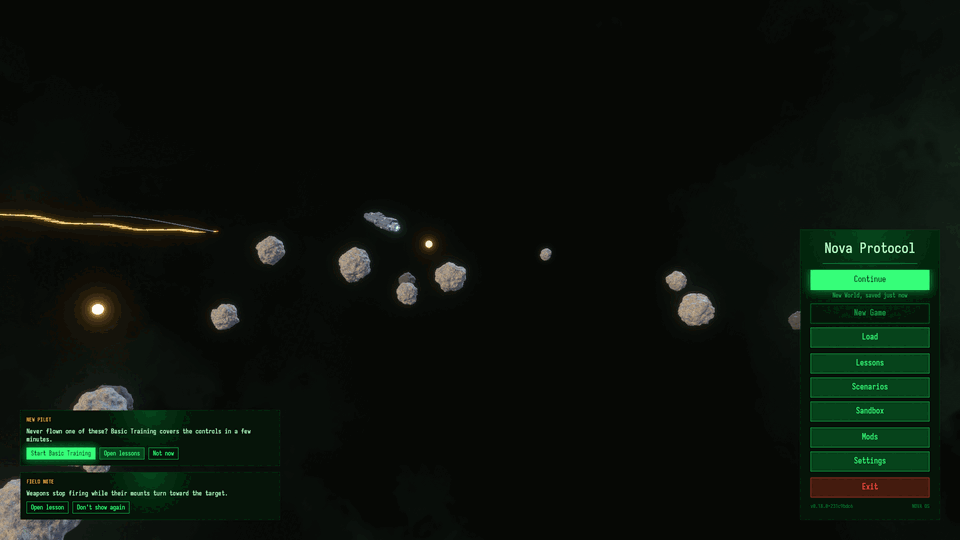 Nova Protocol
Continue
New World, saved just now
New Game
Load
Lessons
Scenarios
Sandbox
Mods
Settings
Exit
NOVA OS
NEW PILOT
Never flown one of these? Basic Training covers the controls in a few
minutes.
Start Basic Training Open lessons Not now
FIELD NOTE
Weapons stop firing while their mounts turn toward the target.
Open lesson Don't show again